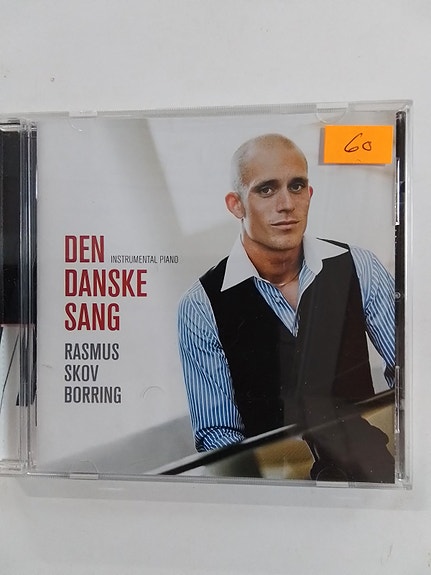 60
DEN INSTRUMENTAL PIANO
DANSKE
SANG
RASMUS
SKOV
BORRING